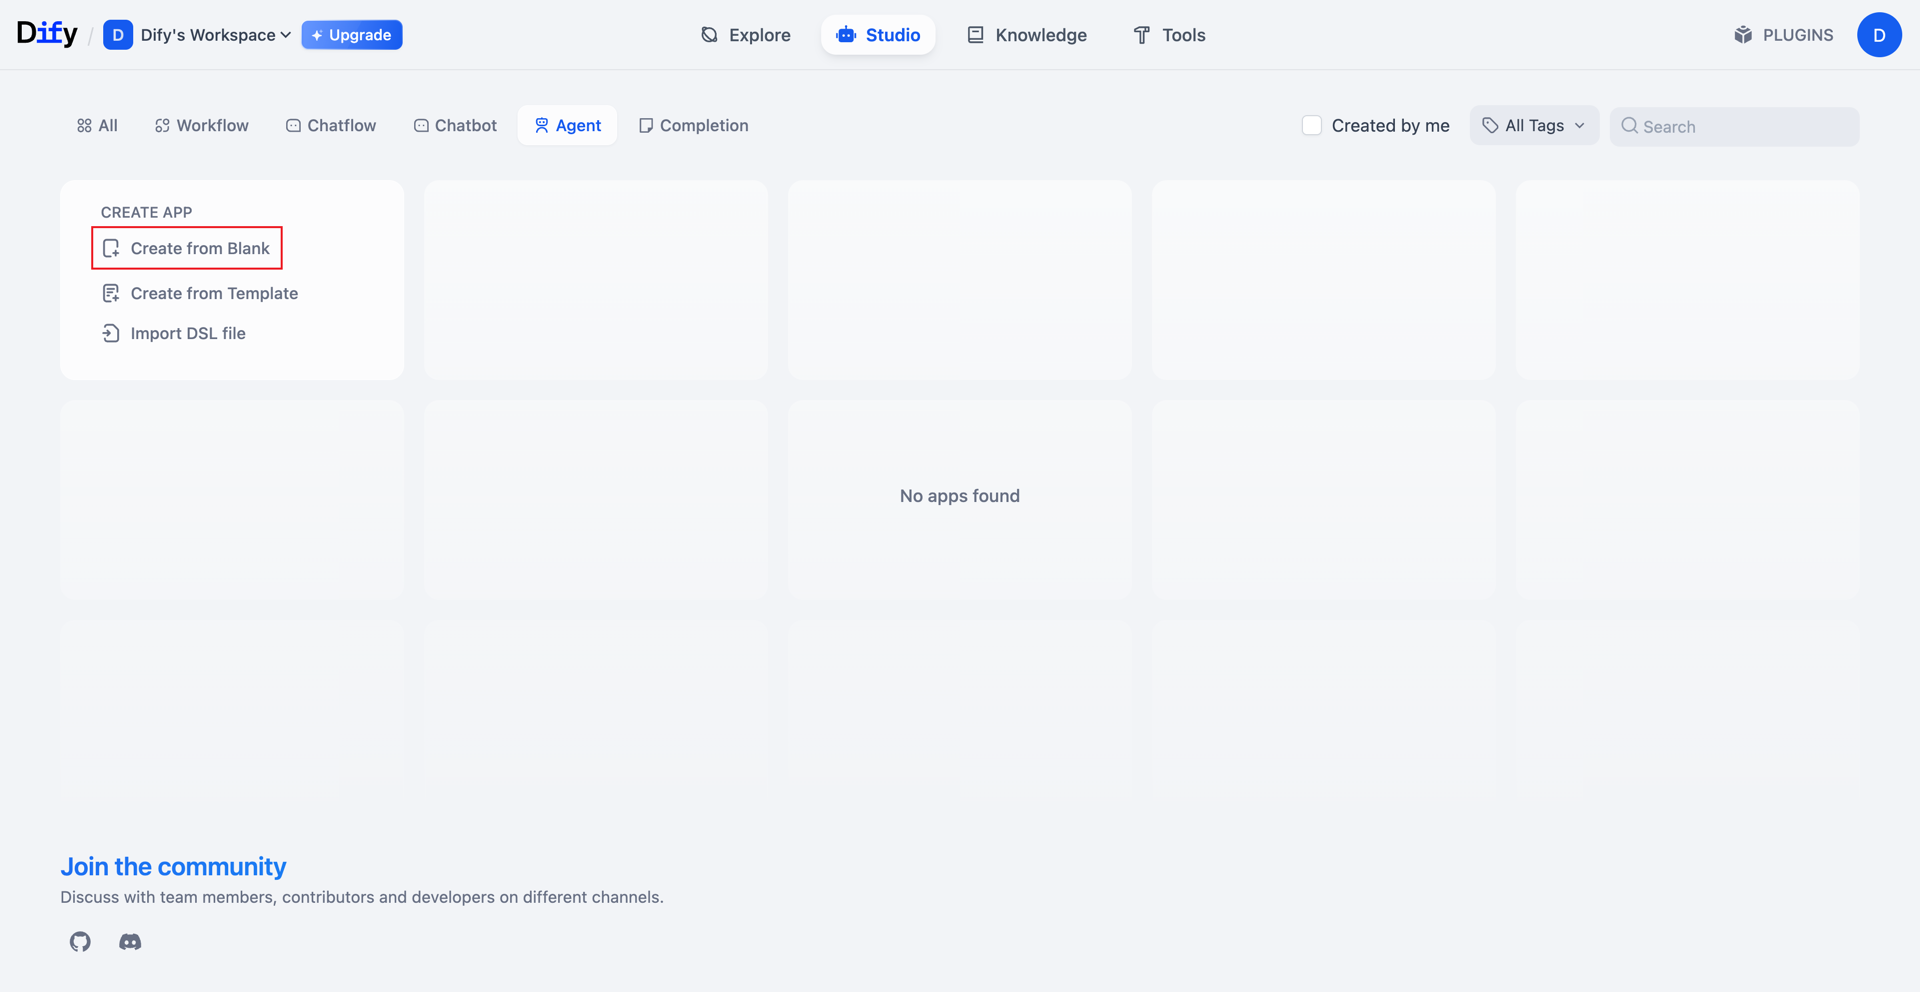 Dify / D Dify's Workspace Upgrade Explore Studio Knowledge Tools PLUGINS D
All Workflow Chatflow Chatbot Agent Completion Created by me All Tags Search
CREATE APP
Create from Blank
Create from Template
Import DSL file
No apps found
Join the community
Discuss with team members, contributors and developers on different channels.